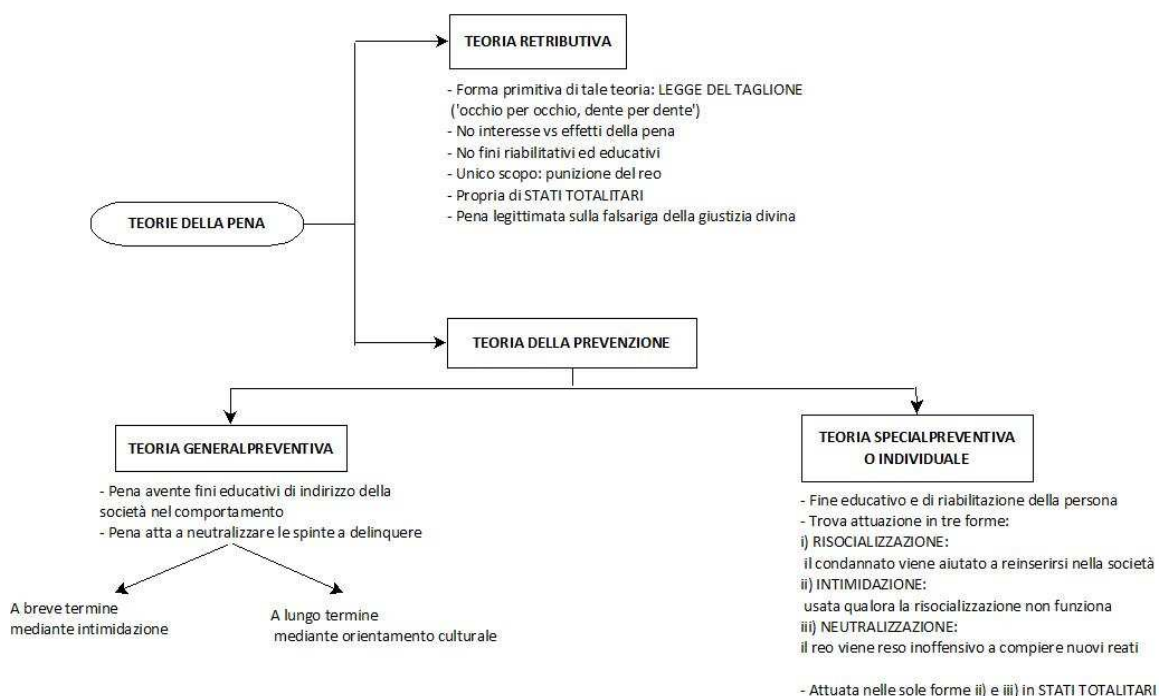 TEORIA RETRIBUTIVA
- Forma primitiva di tale teoria: LEGGE DEL TAGLIONE
('occhio per occhio, dente per dente')
- No interesse vs effetti della pena
- No fini riabilitativi ed educativi
- Unico scopo: punizione del reo
- Propria di STATI TOTALITARI
- Pena legittimata sulla falsariga della giustizia divina
TEORIE DELLA PENA
TEORIA DELLA PREVENZIONE
TEORIA GENERALPREVENTIVA
- Pena avente fini educativi di indirizzo della
società nel comportamento
- Pena atta a neutralizzare le spinte a delinquere
A breve termine
mediante intimidazione
A lungo termine
mediante orientamento culturale
TEORIA SPECIALPREVENTIVA
O INDIVIDUALE
- Fine educativo e di riabilitazione della persona
- Trova attuazione in tre forme:
i) RISOCIALIZZAZIONE:
il condannato viene aiutato a reinserirsi nella società
ii) INTIMIDAZIONE:
usata qualora la risocializzazione non funziona
iii) NEUTRALIZZAZIONE:
il reo viene reso inoffensivo a compiere nuovi reati
- Attuata nelle sole forme ii) e iii) in STATI TOTALITARI